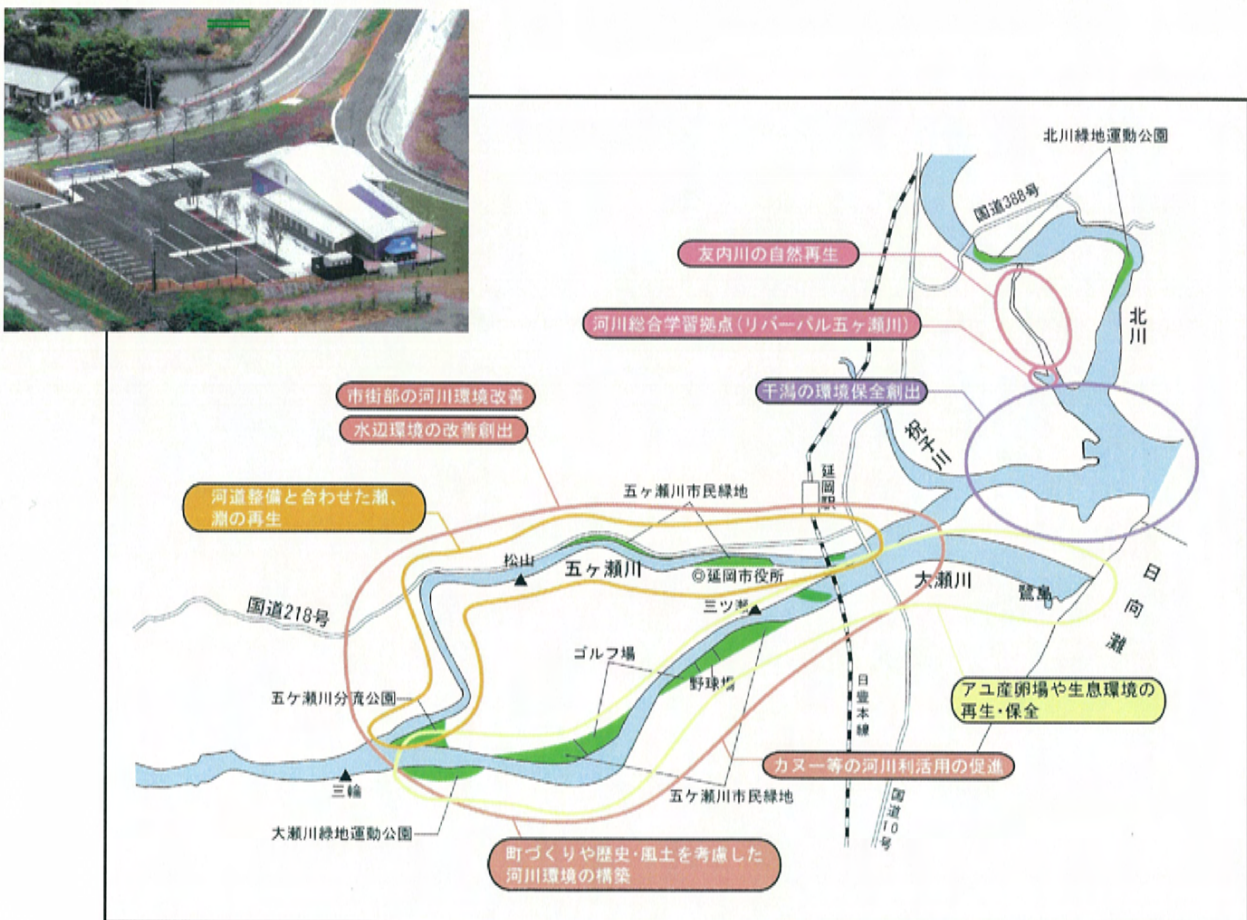 北川緑地運動公園
国道388号
友内川の自然再生
河川総合学習拠点(リバーパル五ヶ瀬川)
北川
干潟の環境保全創出
市街部の河川環境改善
水辺環境の改善創出
祝子川
延岡駅
河道整備と合わせた瀬、
淵の再生
五ヶ瀬川市民緑地
松山
五ヶ瀬川
◎延岡市役所
大瀬川
鷺島
日向灘
三ツ瀬
国道218号
ゴルフ場
野球場
五ケ瀬川分流公園
日豊本線
アユ産卵場や生息環境の
再生・保全
カヌー等の河川利活用の促進
三輪
五ケ瀬川市民緑地
国道10号
大瀬川緑地運動公園
町づくりや歴史・風土を考慮した
河川環境の構築